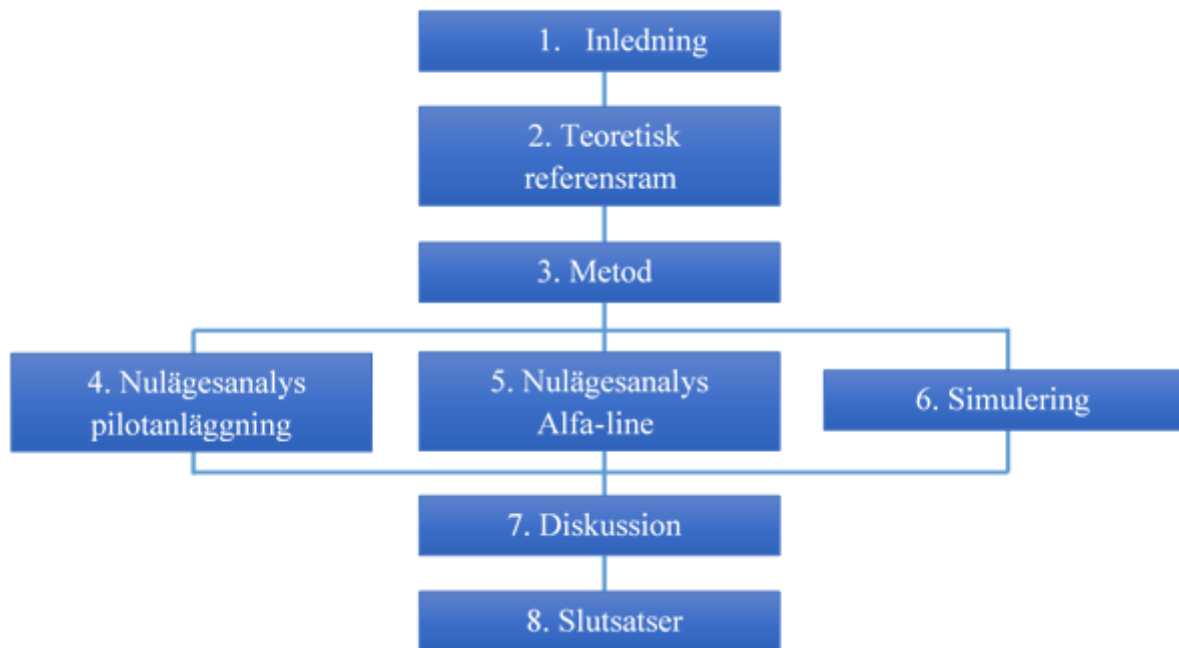 1. Inledning
2. Teoretisk
referensram
3. Metod
4. Nulägesanalys
pilotanläggning
5. Nulägesanalys
Alfa-line
6. Simulering
7. Diskussion
8. Slutsatser